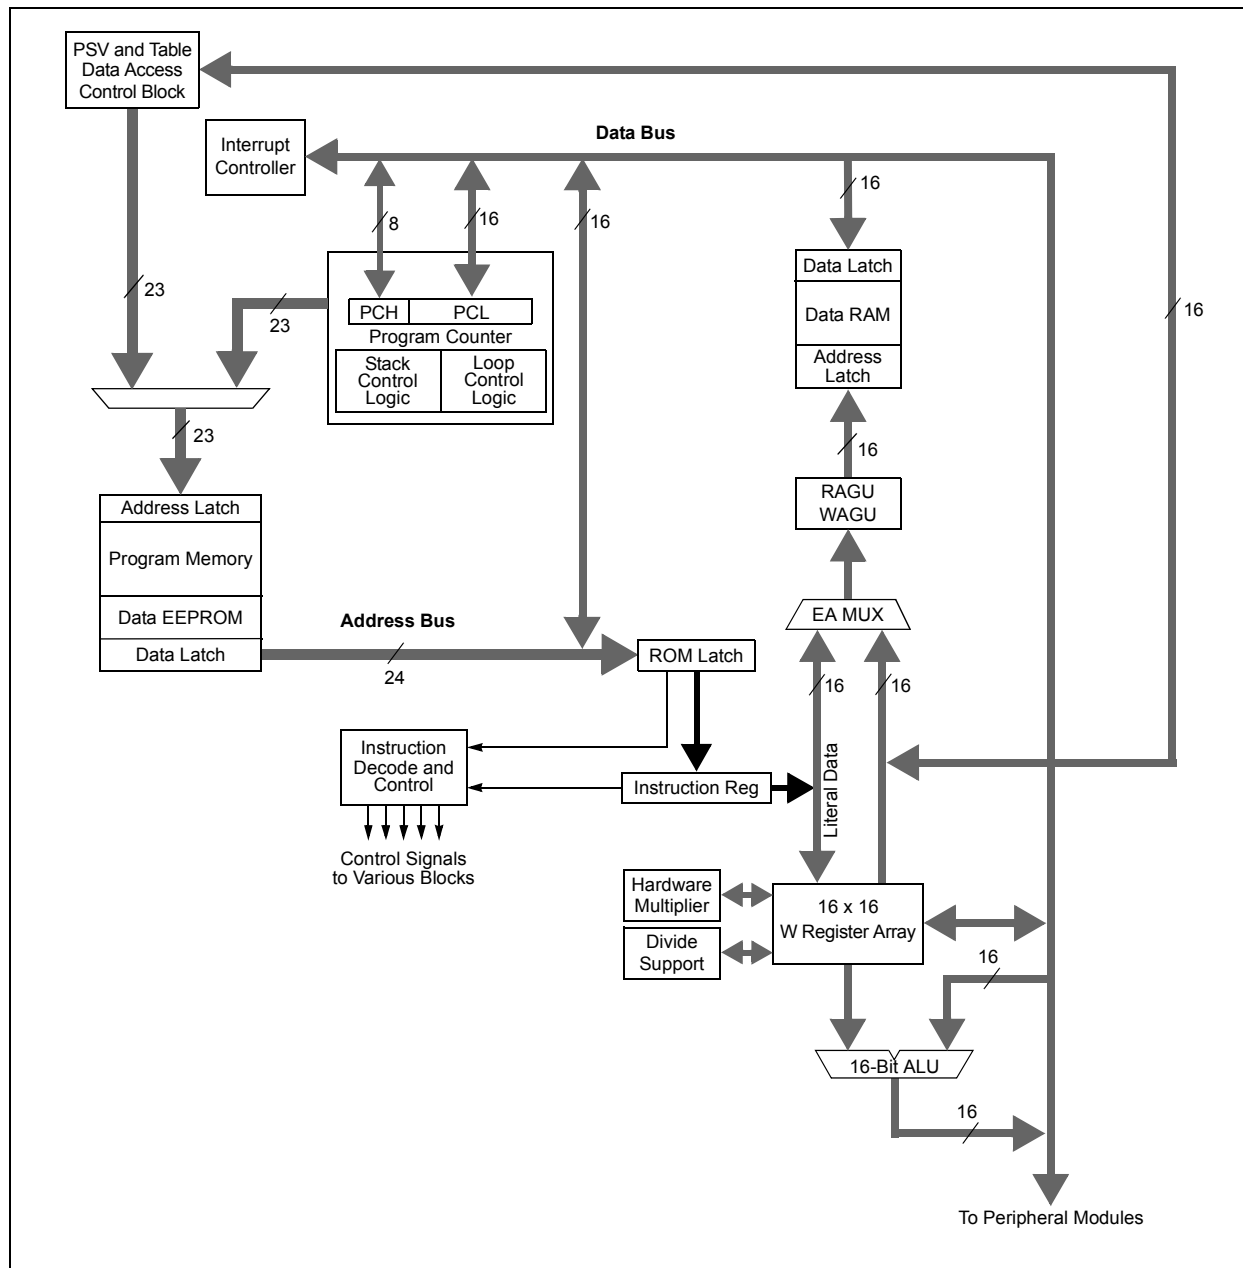 PSV and Table
Data Access
Control Block
Interrupt
Controller
Data Bus
8
16
16
16
23
23
16
PCH
PCL
Program Counter
Stack
Control
Logic
Loop
Control
Logic
Data Latch
Data RAM
Address
Latch
23
16
RAGU
WAGU
Address Latch
Program Memory
Data EEPROM
Data Latch
Address Bus
24
EA MUX
ROM Latch
16
16
Instruction
Decode and
Control
Instruction Reg
Literal Data
Control Signals
to Various Blocks
Hardware
Multiplier
Divide
Support
16 x 16
W Register Array
16
16-Bit ALU
16
To Peripheral Modules